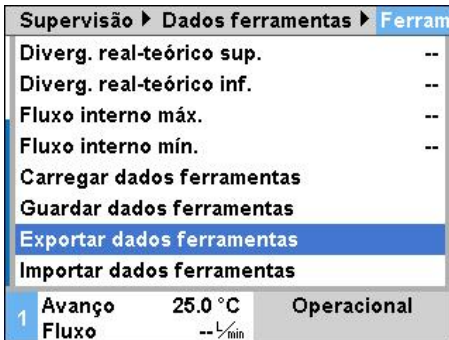 Supervisão ▶ Dados ferramentas ▶ Ferram
Diverg. real-teórico sup. --
Diverg. real-teórico inf. --
Fluxo interno máx. --
Fluxo interno mín. --
Carregar dados ferramentas
Guardar dados ferramentas
Exportar dados ferramentas
Importar dados ferramentas
1 Avanço 25.0 °C Operacional
Fluxo -- L/min